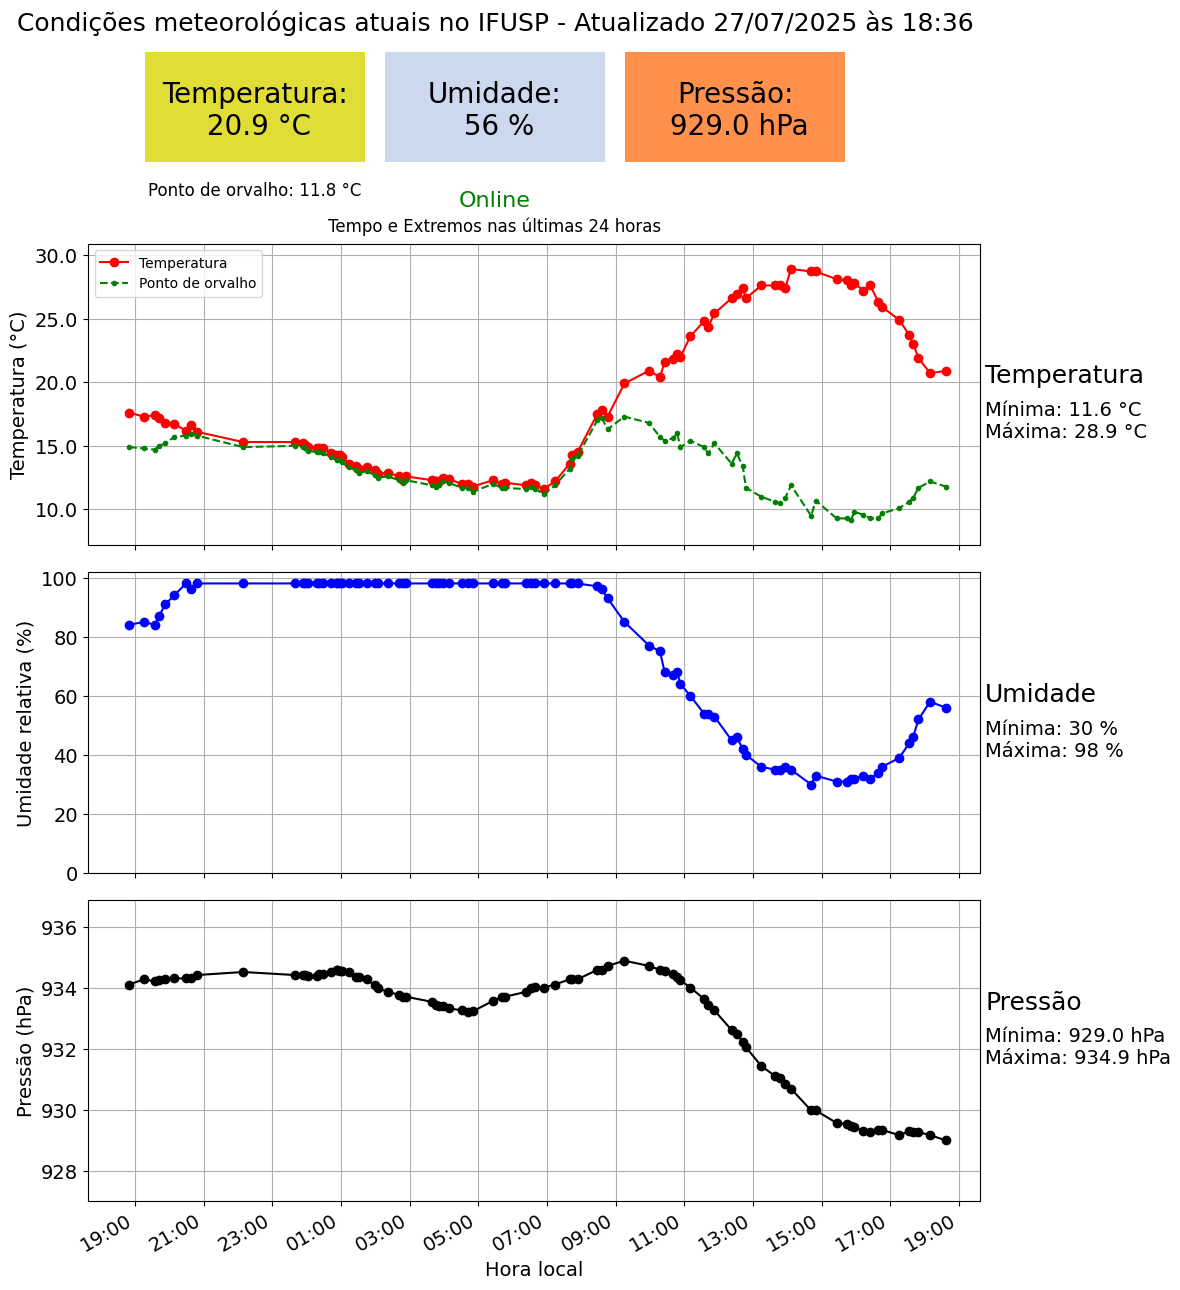 Condições meteorológicas atuais no IFUSP - Atualizado 27/07/2025 às 18:36
Temperatura:
20.9 °C
Umidade:
56 %
Pressão:
929.0 hPa
Ponto de orvalho: 11.8 °C
Online
Tempo e Extremos nas últimas 24 horas
Temperatura (°C)
30.0
25.0
20.0
15.0
10.0
Temperatura
Ponto de orvalho
Temperatura
Mínima: 11.6 °C
Máxima: 28.9 °C
Umidade relativa (%)
100
80
60
40
20
0
Umidade
Mínima: 30 %
Máxima: 98 %
Pressão (hPa)
936
934
932
930
928
Pressão
Mínima: 929.0 hPa
Máxima: 934.9 hPa
19:00
21:00
23:00
01:00
03:00
05:00
07:00
09:00
11:00
13:00
15:00
17:00
19:00
Hora local